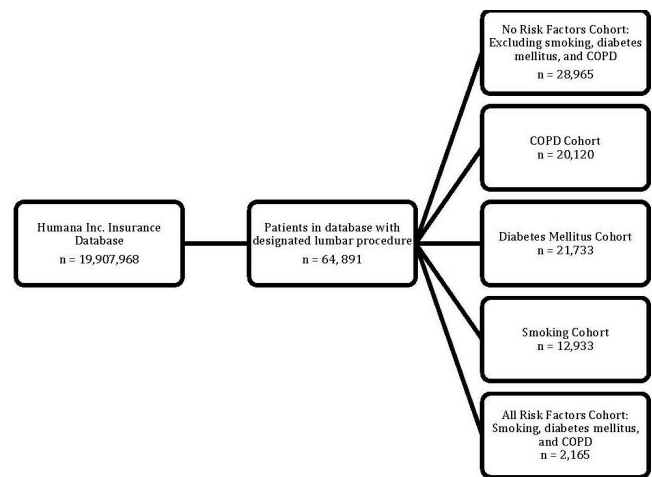 Humana Inc. Insurance
Database
n = 19,907,968
Patients in database with
designated lumbar procedure
n = 64, 891
No Risk Factors Cohort:
Excluding smoking, diabetes
mellitus, and COPD
n = 28,965
COPD Cohort
n = 20,120
Diabetes Mellitus Cohort
n = 21,733
Smoking Cohort
n = 12,933
All Risk Factors Cohort:
Smoking, diabetes mellitus,
and COPD
n = 2,165